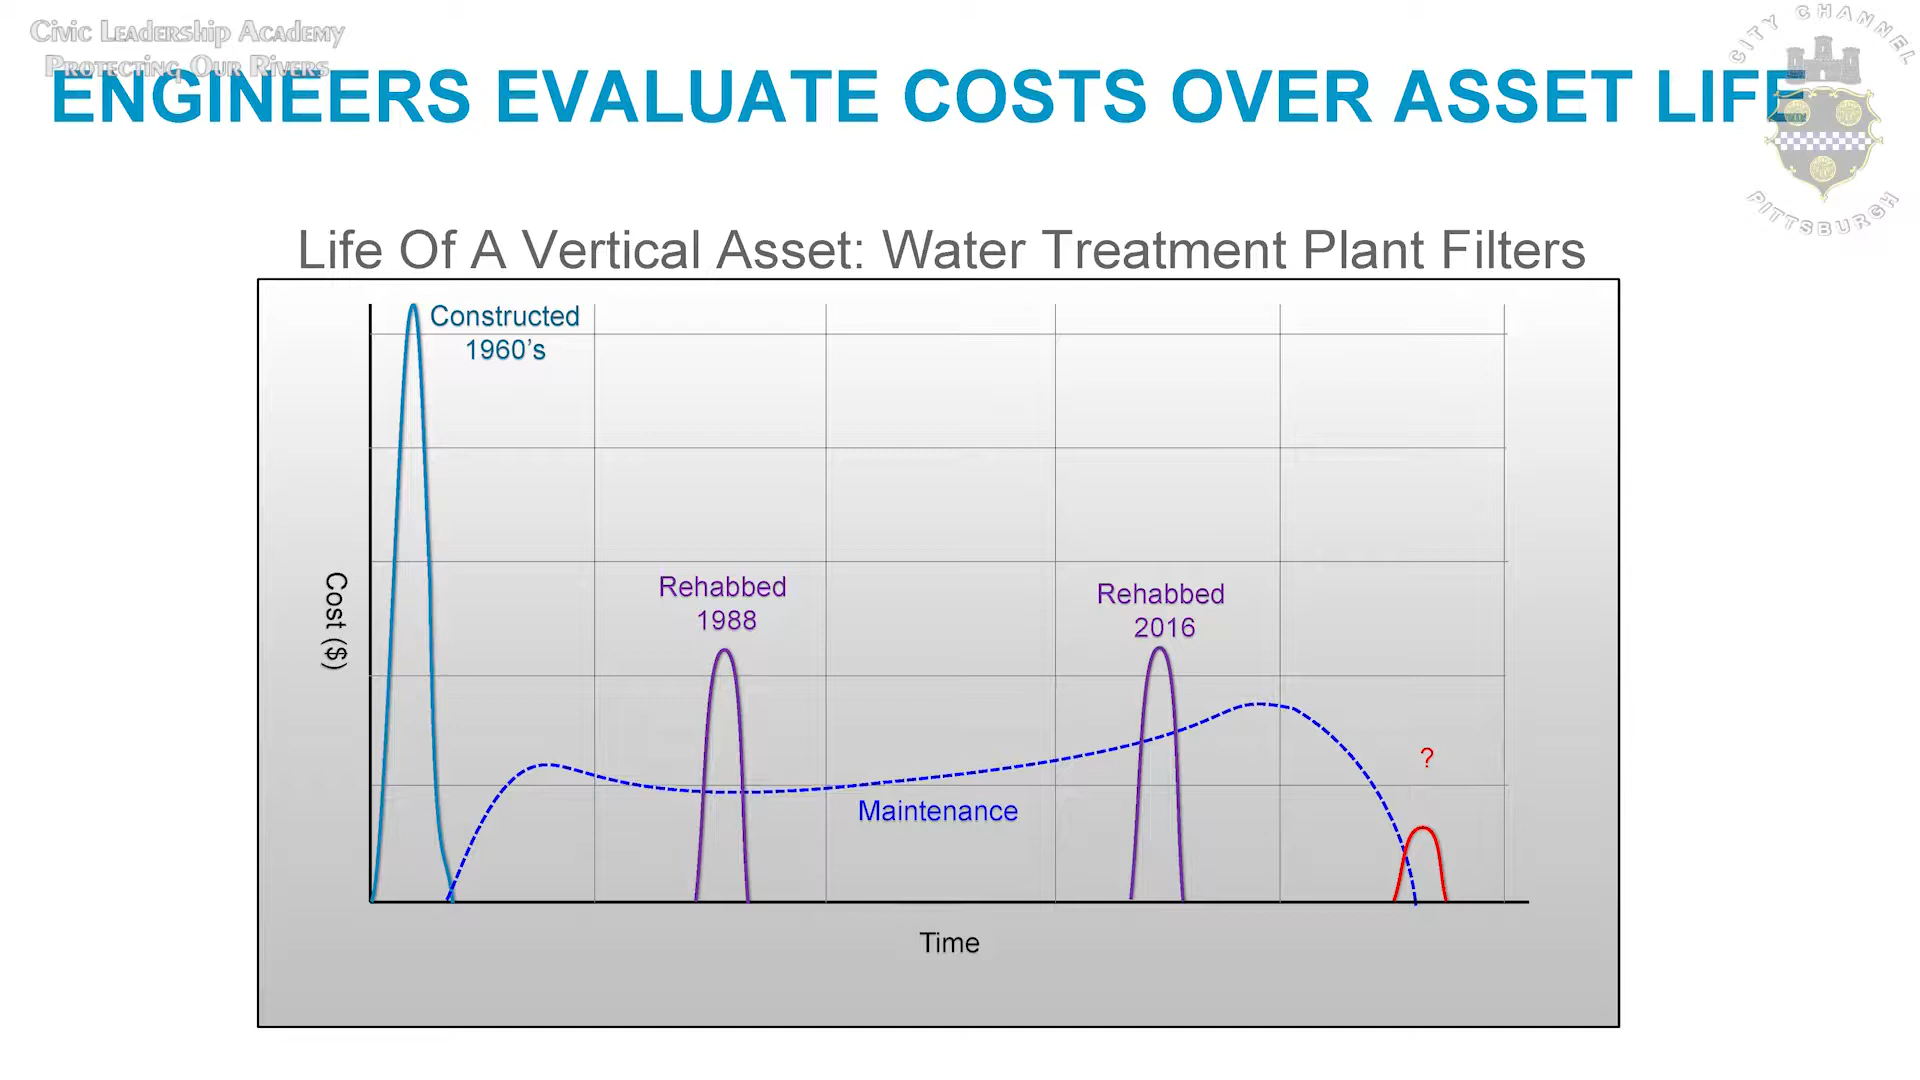 Civic Leadership Academy
Protecting Our Rivers
CITY CHANNEL
PITTSBURGH
ENGINEERS EVALUATE COSTS OVER ASSET LIFE
Life Of A Vertical Asset: Water Treatment Plant Filters
Constructed
1960’s
Rehabbed
1988
Rehabbed
2016
?
Maintenance
Cost ($)
Time